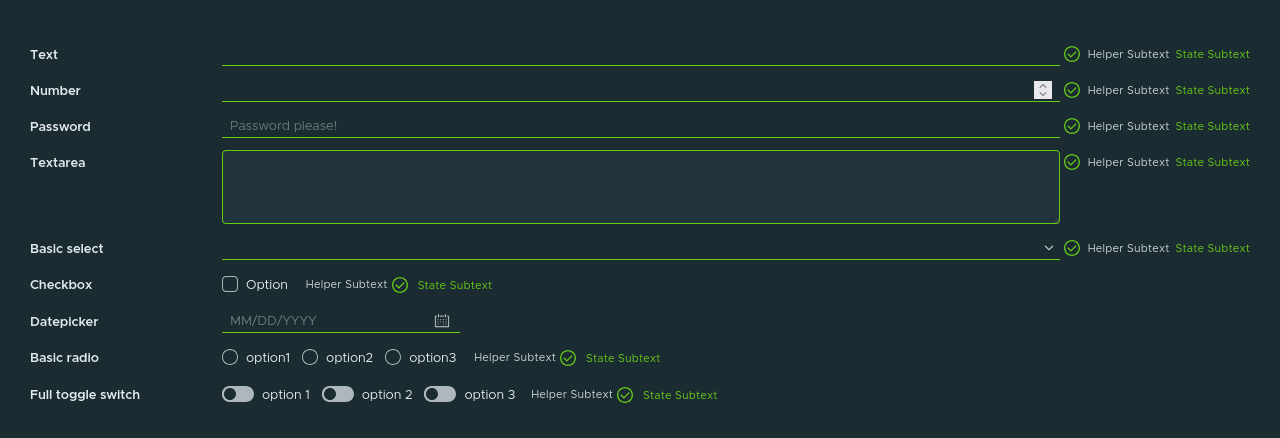 Text Helper Subtext State Subtext
Number Helper Subtext State Subtext
Password Password please! Helper Subtext State Subtext
Textarea Helper Subtext State Subtext
Basic select Helper Subtext State Subtext
Checkbox Option Helper Subtext State Subtext
Datepicker MM/DD/YYYY
Basic radio option1 option2 option3 Helper Subtext State Subtext
Full toggle switch option 1 option 2 option 3 Helper Subtext State Subtext